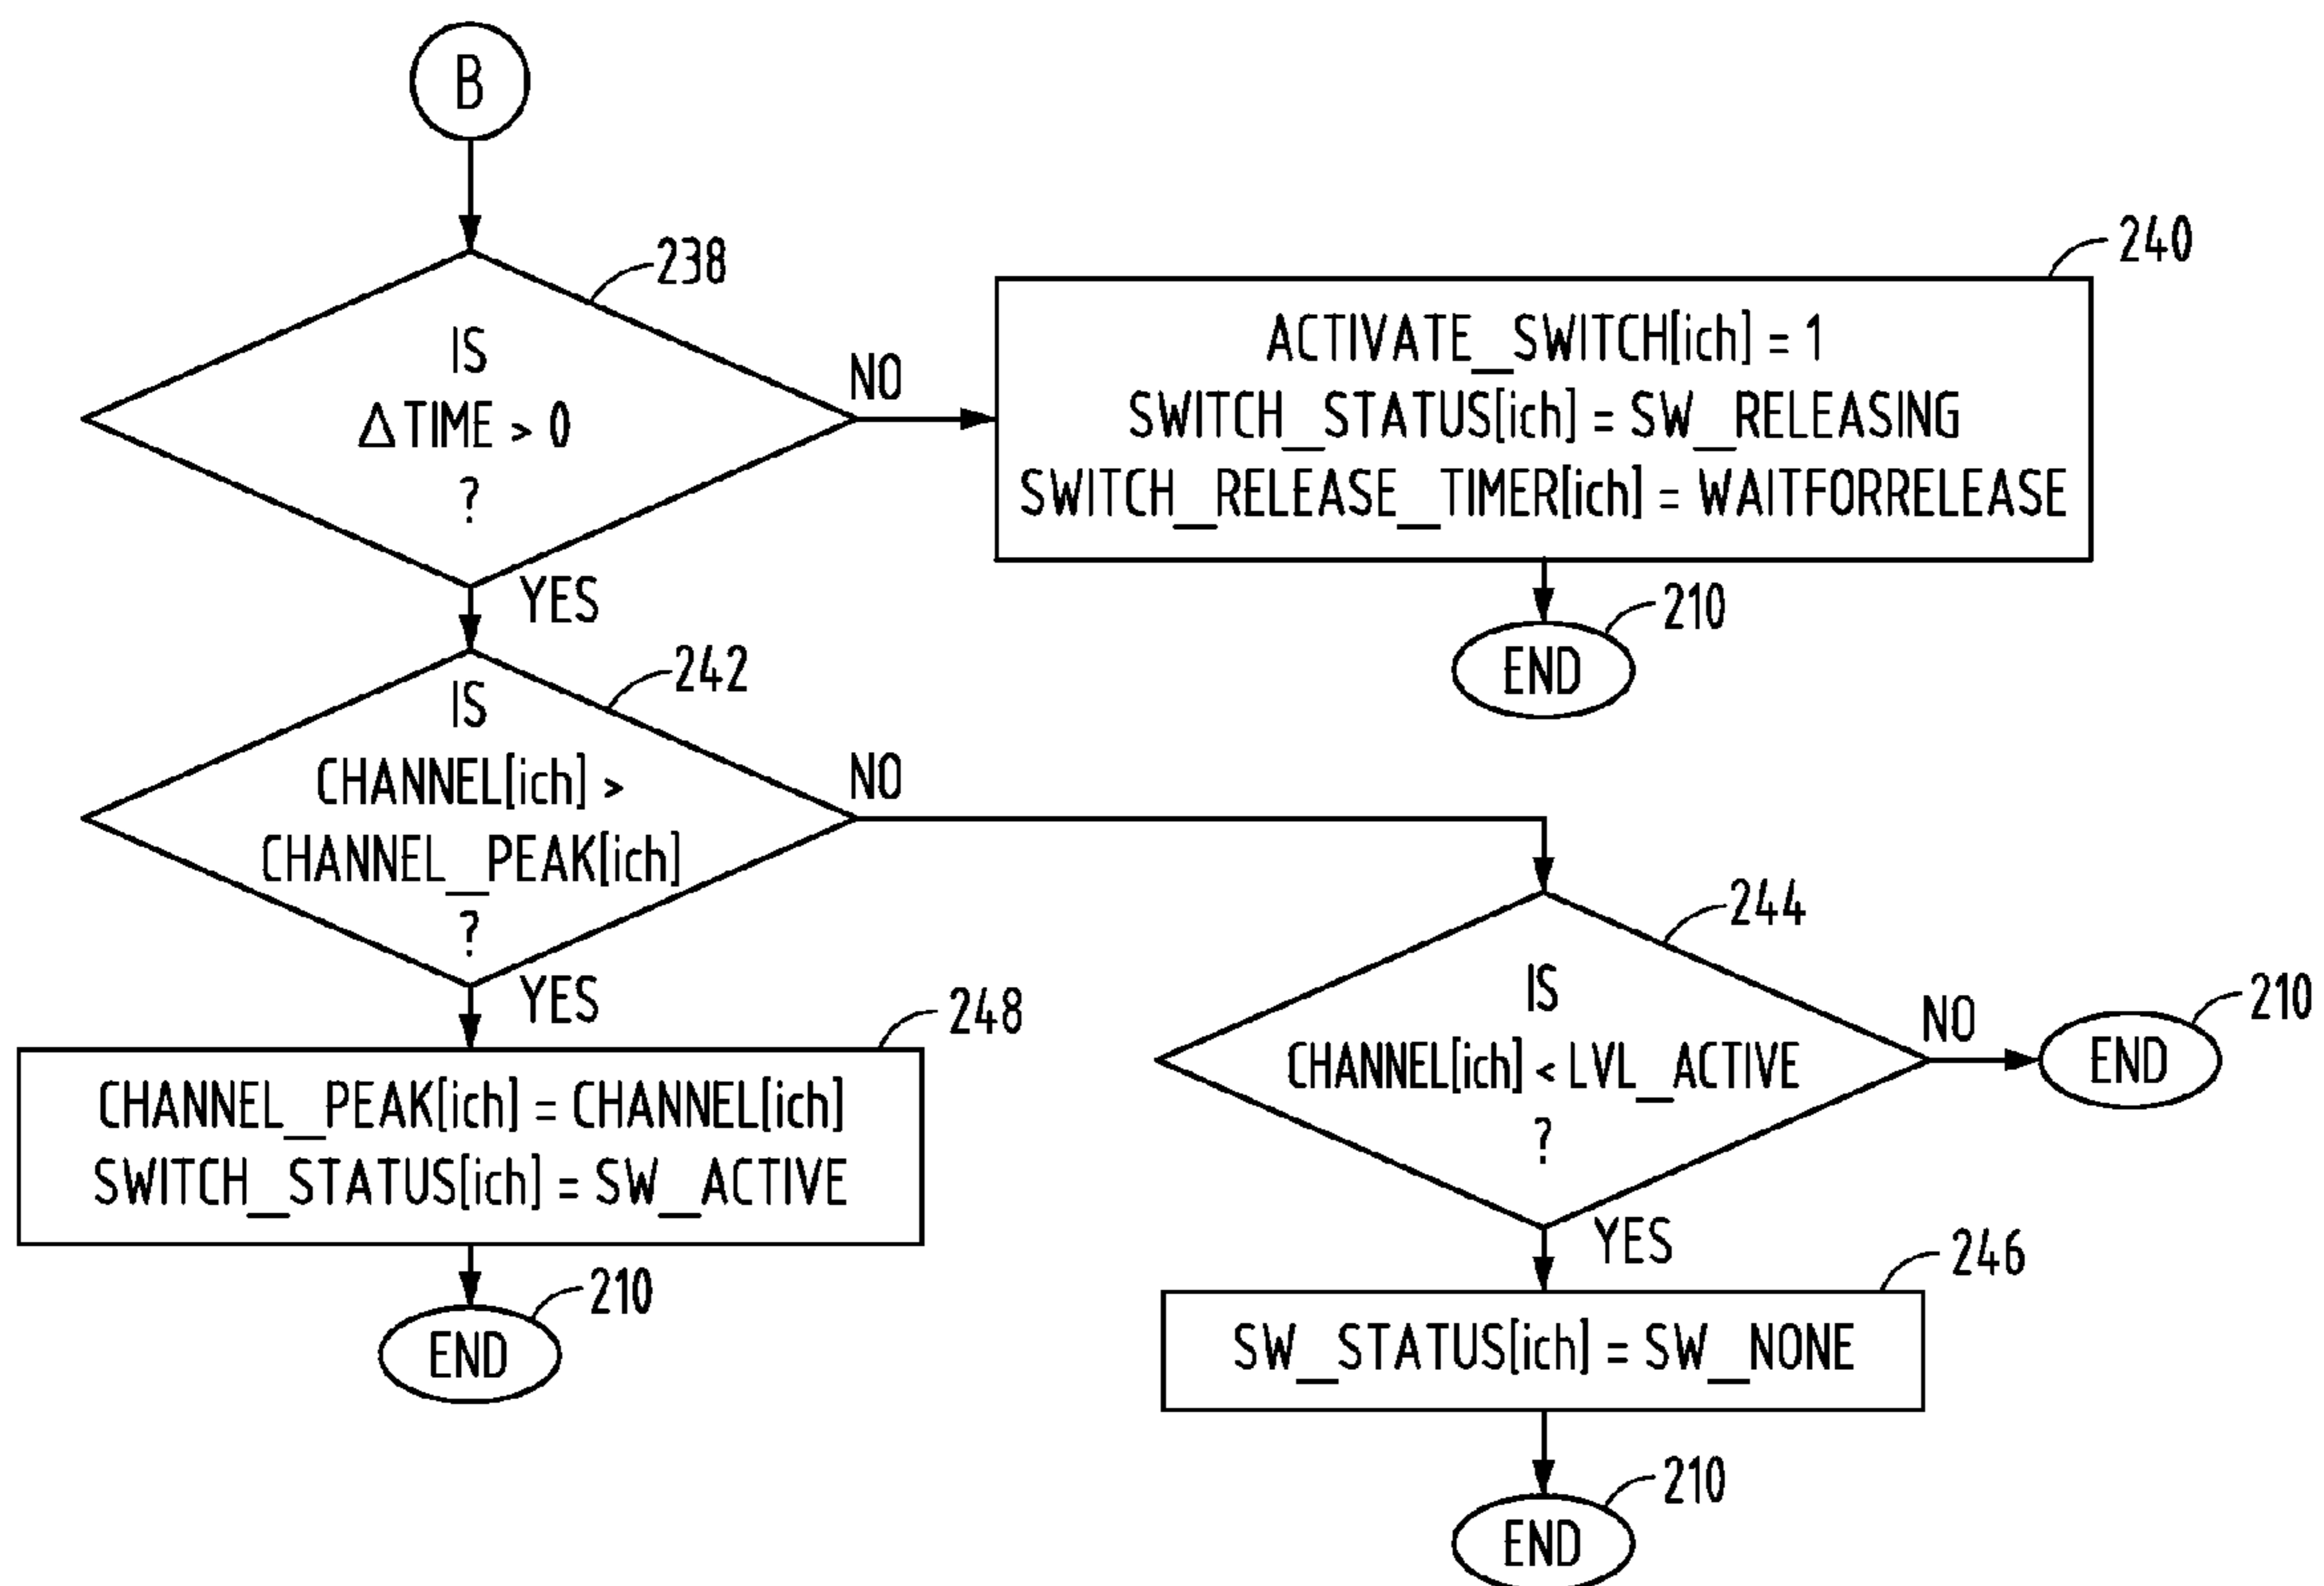 B
238
IS
Δ TIME > 0
?
NO
YES
240
ACTIVATE_SWITCH[ich] = 1
SWITCH_STATUS[ich] = SW_RELEASING
SWITCH_RELEASE_TIMER[ich] = WAITFORRELEASE
210
END
242
IS
CHANNEL[ich] >
CHANNEL_PEAK[ich]
?
NO
YES
244
IS
CHANNEL[ich] < LVL_ACTIVE
?
NO
210
END
YES
248
CHANNEL_PEAK[ich] = CHANNEL[ich]
SWITCH_STATUS[ich] = SW_ACTIVE
210
END
246
SW_STATUS[ich] = SW_NONE
210
END